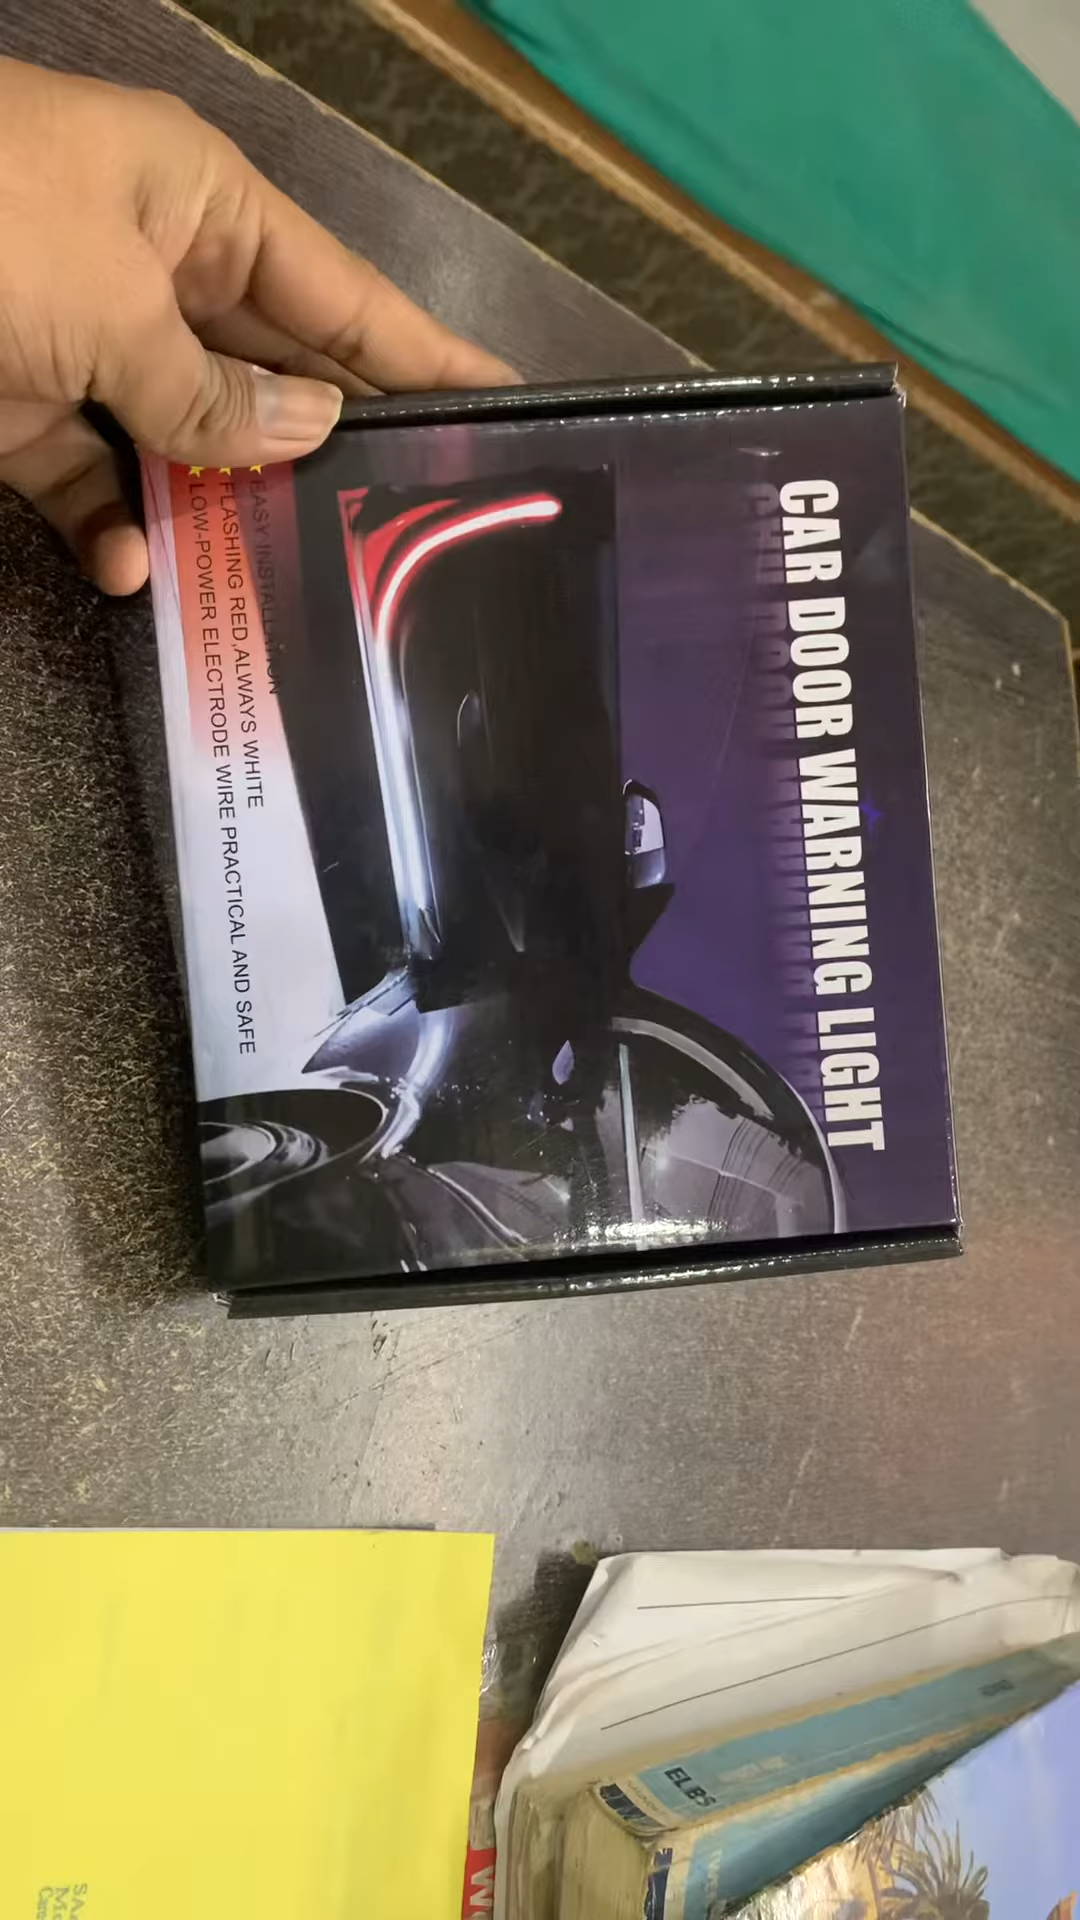 CAR DOOR WARNING LIGHT
EASY INSTALLATION
FLASHING RED,ALWAYS WHITE
LOW-POWER ELECTRODE WIRE PRACTICAL AND SAFE
ELBS